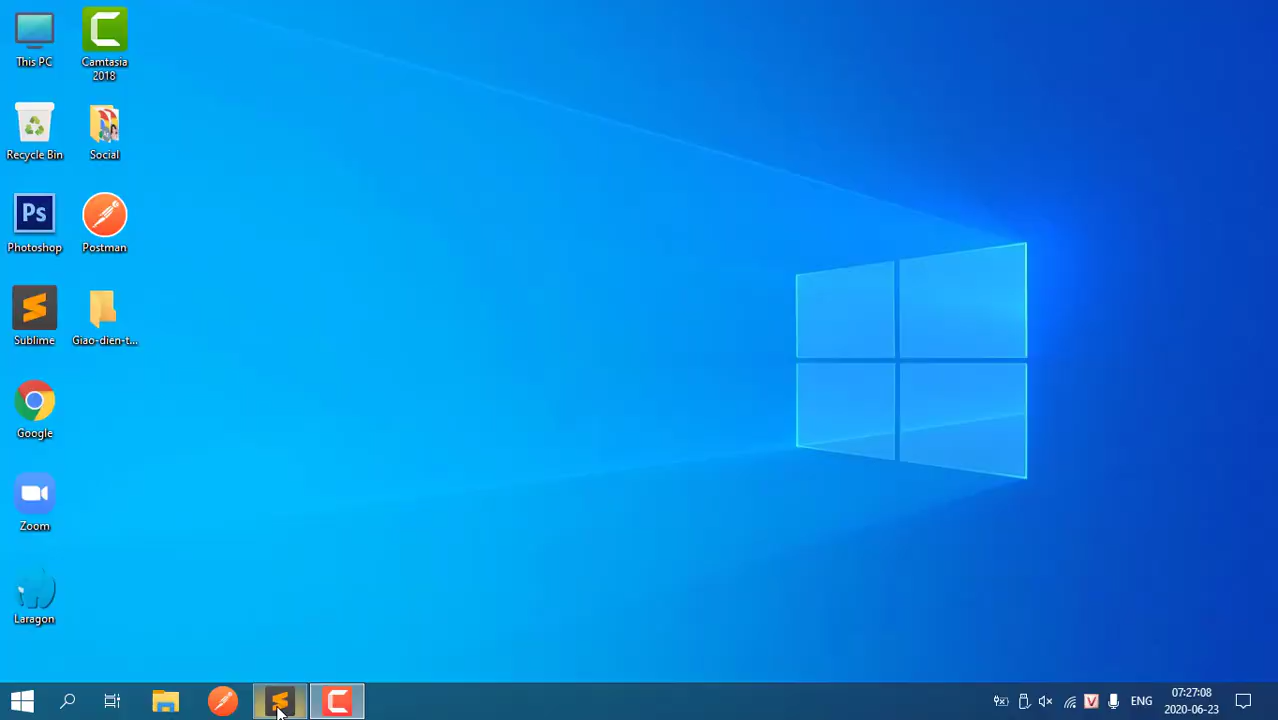 This PC
Camtasia
2018
Recycle Bin
Social
Ps
Photoshop
Postman
Sublime
Giao-dien-t...
Google
Zoom
Laragon
V
ENG
07:27:08
2020-06-23